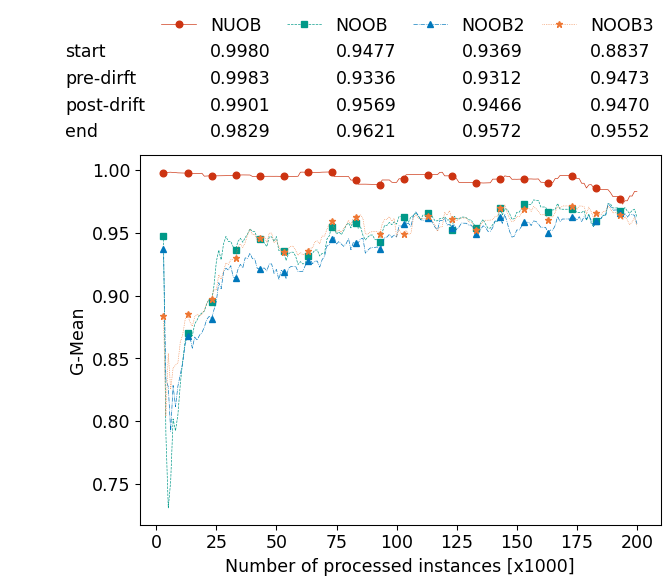 NUOB NOOB NOOB2 NOOB3
start 0.9980 0.9477 0.9369 0.8837
pre-dirft 0.9983 0.9336 0.9312 0.9473
post-drift 0.9901 0.9569 0.9466 0.9470
end 0.9829 0.9621 0.9572 0.9552
1.00
0.95
0.90
0.85
0.80
0.75
G-Mean
0 25 50 75 100 125 150 175 200
Number of processed instances [x1000]